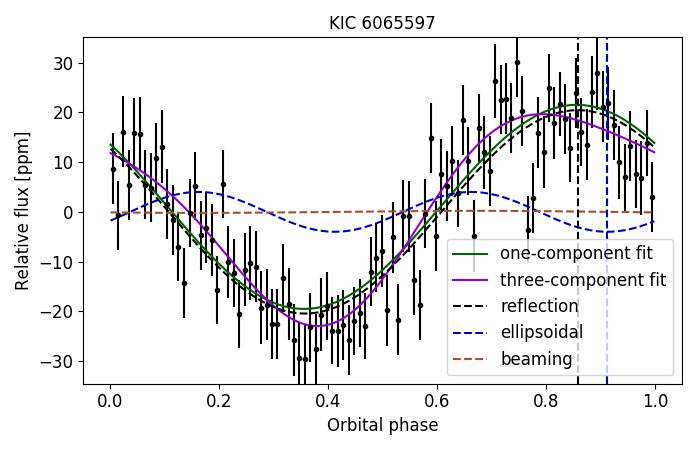 KIC 6065597
Relative flux [ppm]
30
20
10
0
−10
−20
−30
one-component fit
three-component fit
reflection
ellipsoidal
beaming
0.0 0.2 0.4 0.6 0.8 1.0
Orbital phase